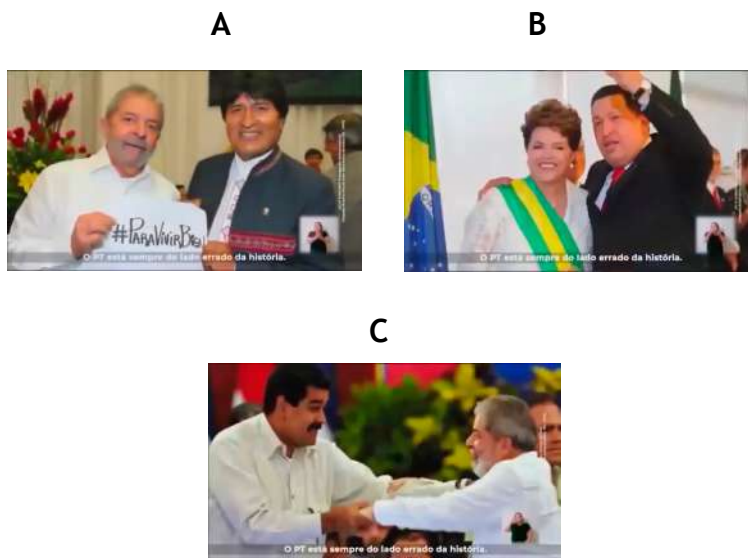 A
B
#PARAVIVIRB
O PT está sempre do lado errado da história.
O PT está sempre do lado errado da história.
C
O PT está sempre do lado errado da história.